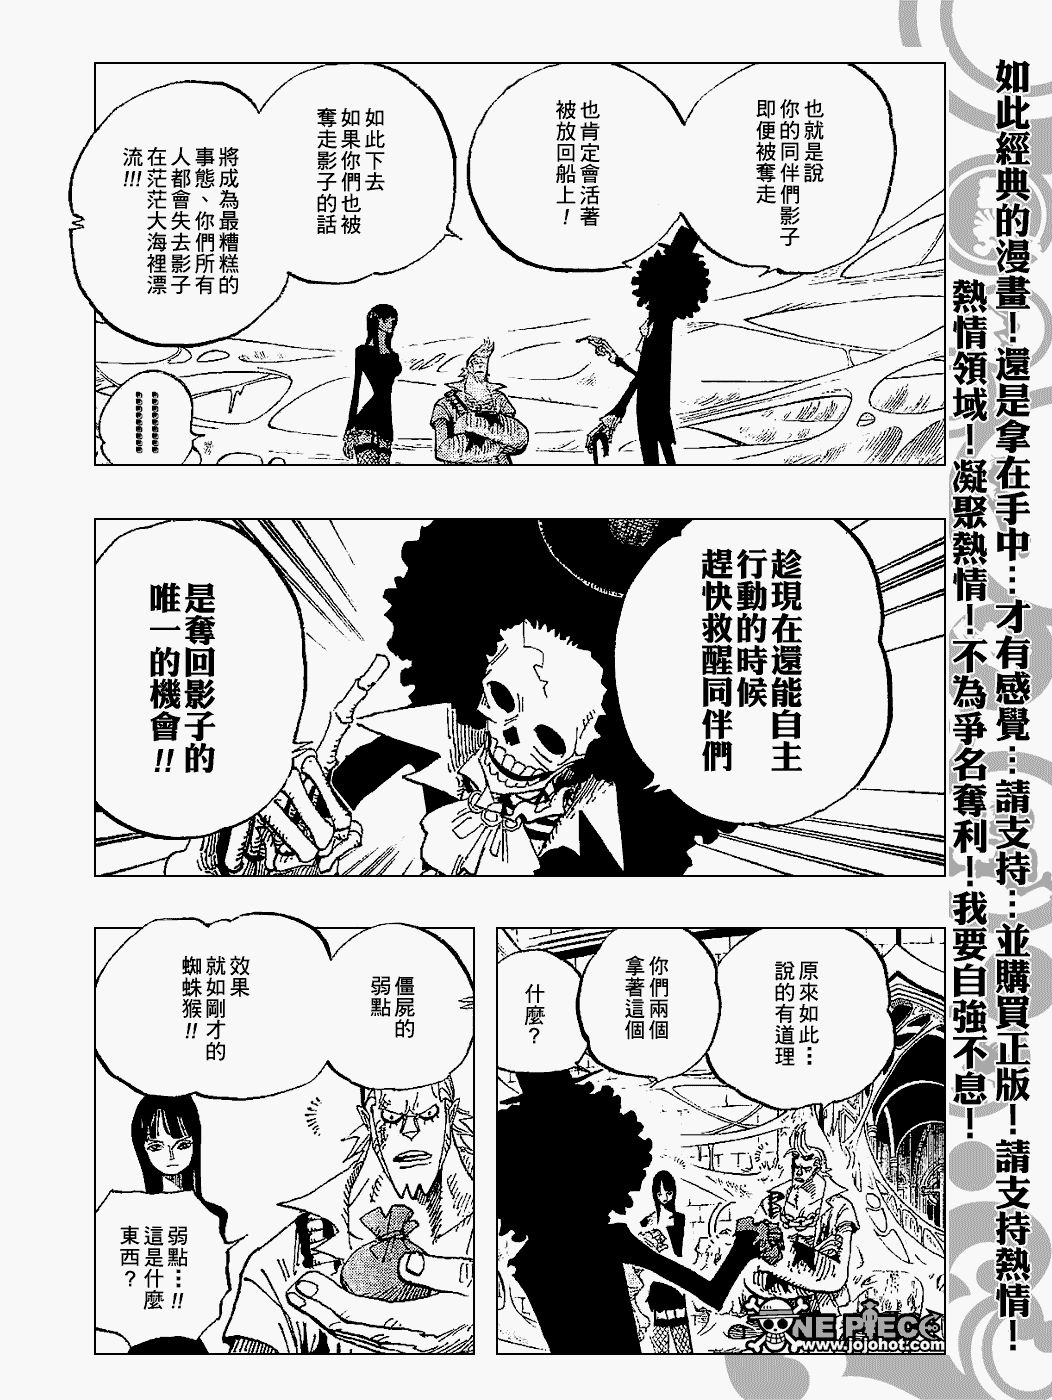 也就是說
你的同伴們影子
即便被奪走
也肯定會活著
被放回船上！
如此下去
如果你們也被
奪走影子的話
將成為最糟糕的
事態、你們所有
人都會失去影子
在茫茫大海裡漂
流!!!
趁現在還能自主
行動的時候
趕快救醒同伴們
是奪回影子的
唯一的機會!!
原來如此…
說的有道理
你們兩個
拿著這個
什麼？
僵屍的
弱點
效果
就如剛才的
蜘蛛猴!!
弱點…!!
這是什麼
東西？
如此經典的漫畫！還是拿在手中…才有感覺…請支持…並購買正版！請支持熱情！
熱情領域！凝聚熱情！不為爭名奪利！我要自強不息！
ONE PIECE
www.jojohot.com